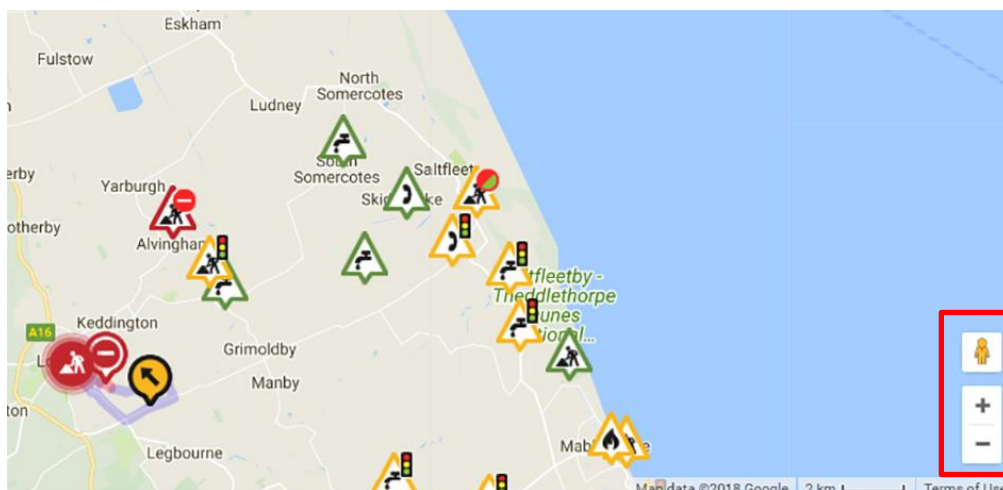 Eskham
Fulstow
North
Somercotes
Ludney
South
Somercotes
Saltfleet
erby
Yarburgh
otherby
Alvingham
Theddlethorpe
Keddington
A16
Grimoldby
Manby
ton
Legbourne
+
−
Map data ©2018 Google
2 km
Terms of Use